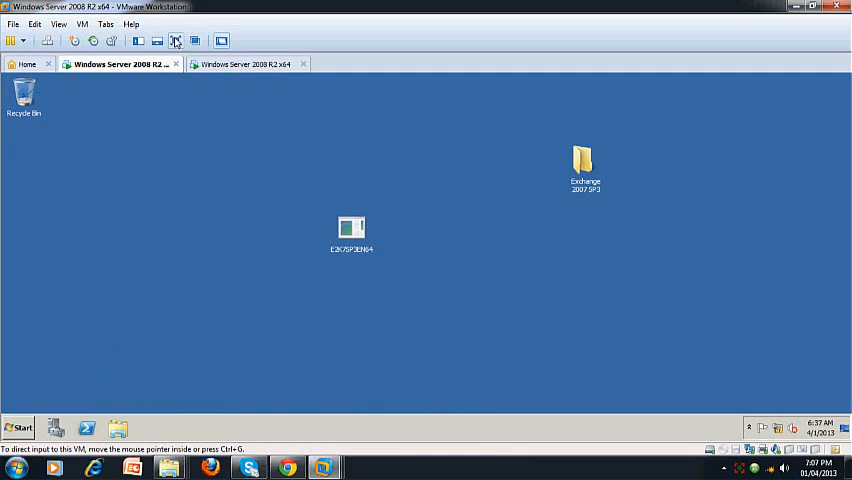 Windows Server 2008 R2 x64 - VMware Workstation
File Edit View VM Tabs Help
Home Windows Server 2008 R2 ... Windows Server 2008 R2 x64
Recycle Bin
Exchange
2007 SP3
E2K7SP3EN64
Start
6:37 AM
4/1/2013
To direct input to this VM, move the mouse pointer inside or press Ctrl+G.
7:07 PM
01/04/2013